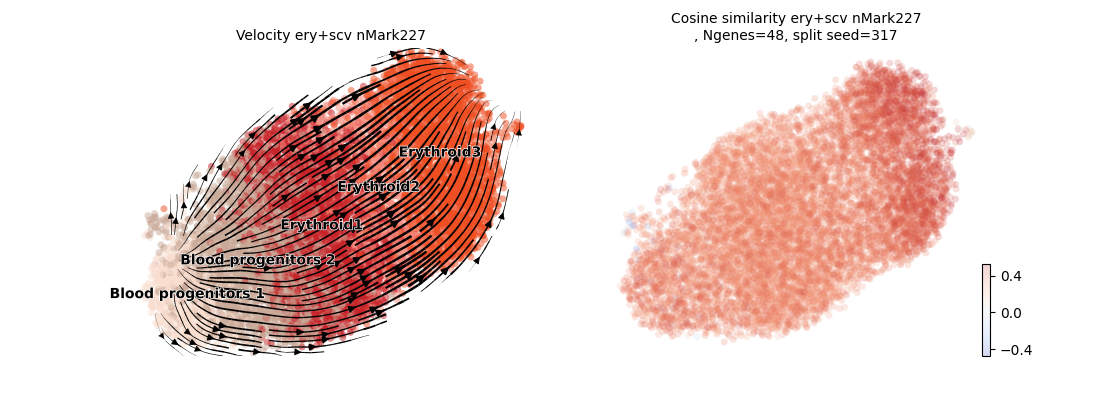 Velocity ery+scv nMark227
Erythroid3
Erythroid2
Erythroid1
Blood progenitors 2
Blood progenitors 1
Cosine similarity ery+scv nMark227
, Ngenes=48, split seed=317
0.4
0.0
−0.4